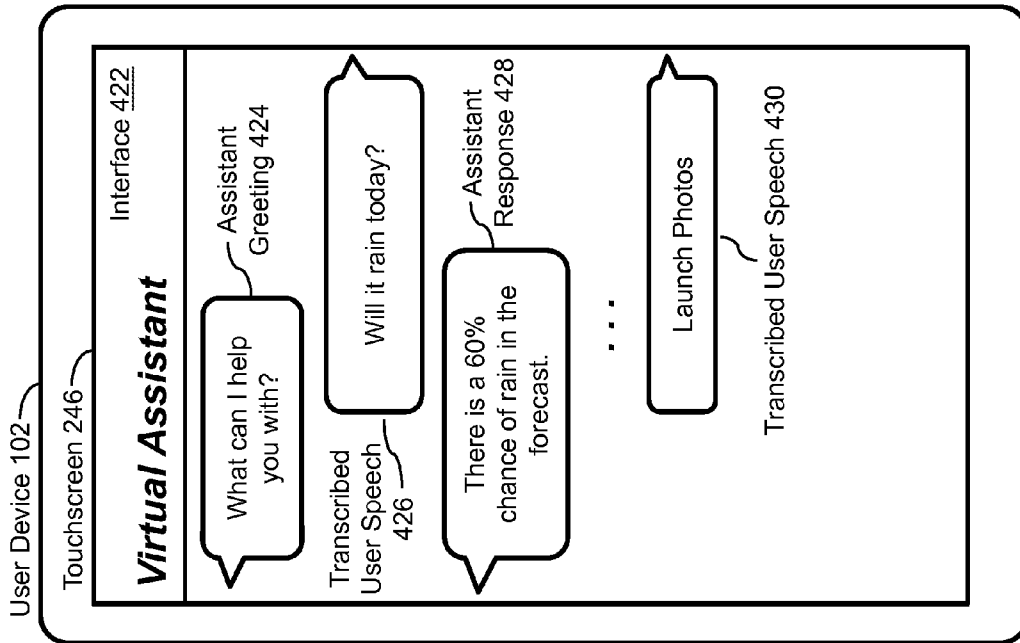 User Device 102
Touchscreen 246
Virtual Assistant
Interface 422
What can I help
you with?
Assistant
Greeting 424
Transcribed
User Speech
426
Will it rain today?
There is a 60%
chance of rain in the
forecast.
Assistant
Response 428
...
Launch Photos
Transcribed User Speech 430